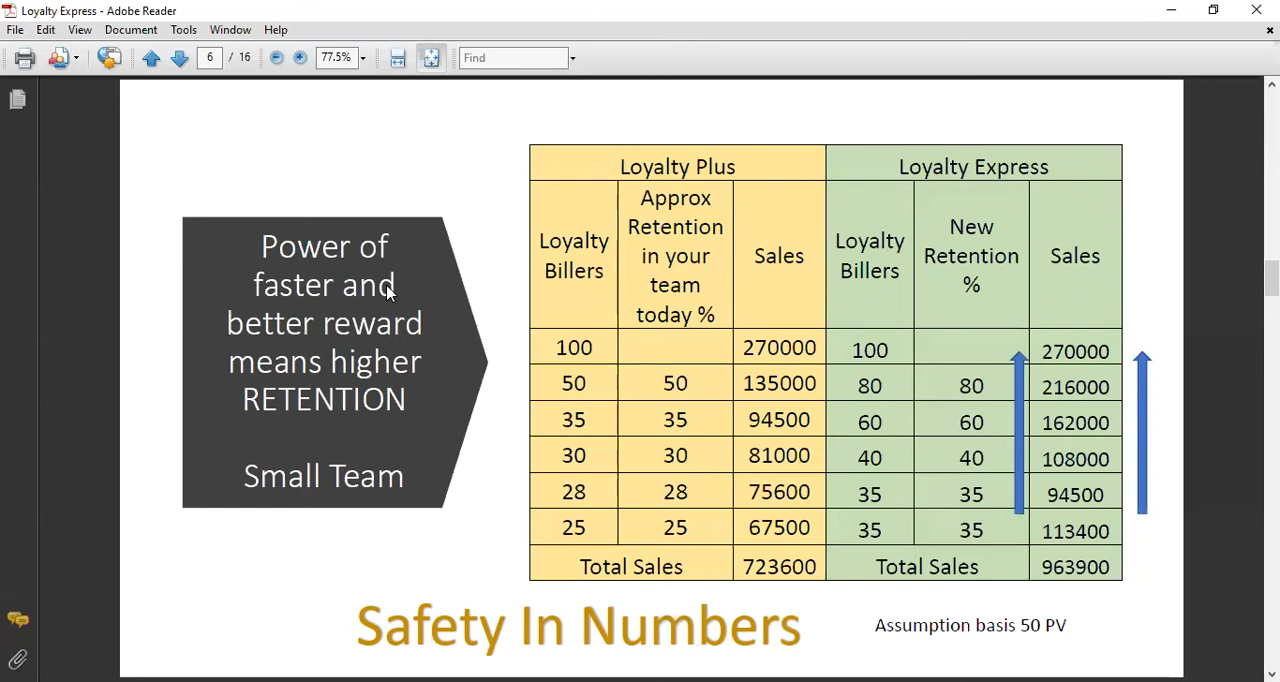 Loyalty Express - Adobe Reader
File Edit View Document Tools Window Help
6 / 16 77.5% Find
Power of
faster and
better reward
means higher
RETENTION
Small Team
Loyalty Plus Loyalty Express
Loyalty Billers Approx Retention in your team today % Sales Loyalty Billers New Retention % Sales
100 270000 100 270000
50 50 135000 80 80 216000
35 35 94500 60 60 162000
30 30 81000 40 40 108000
28 28 75600 35 35 94500
25 25 67500 35 35 113400
Total Sales 723600 Total Sales 963900
Safety In Numbers
Assumption basis 50 PV